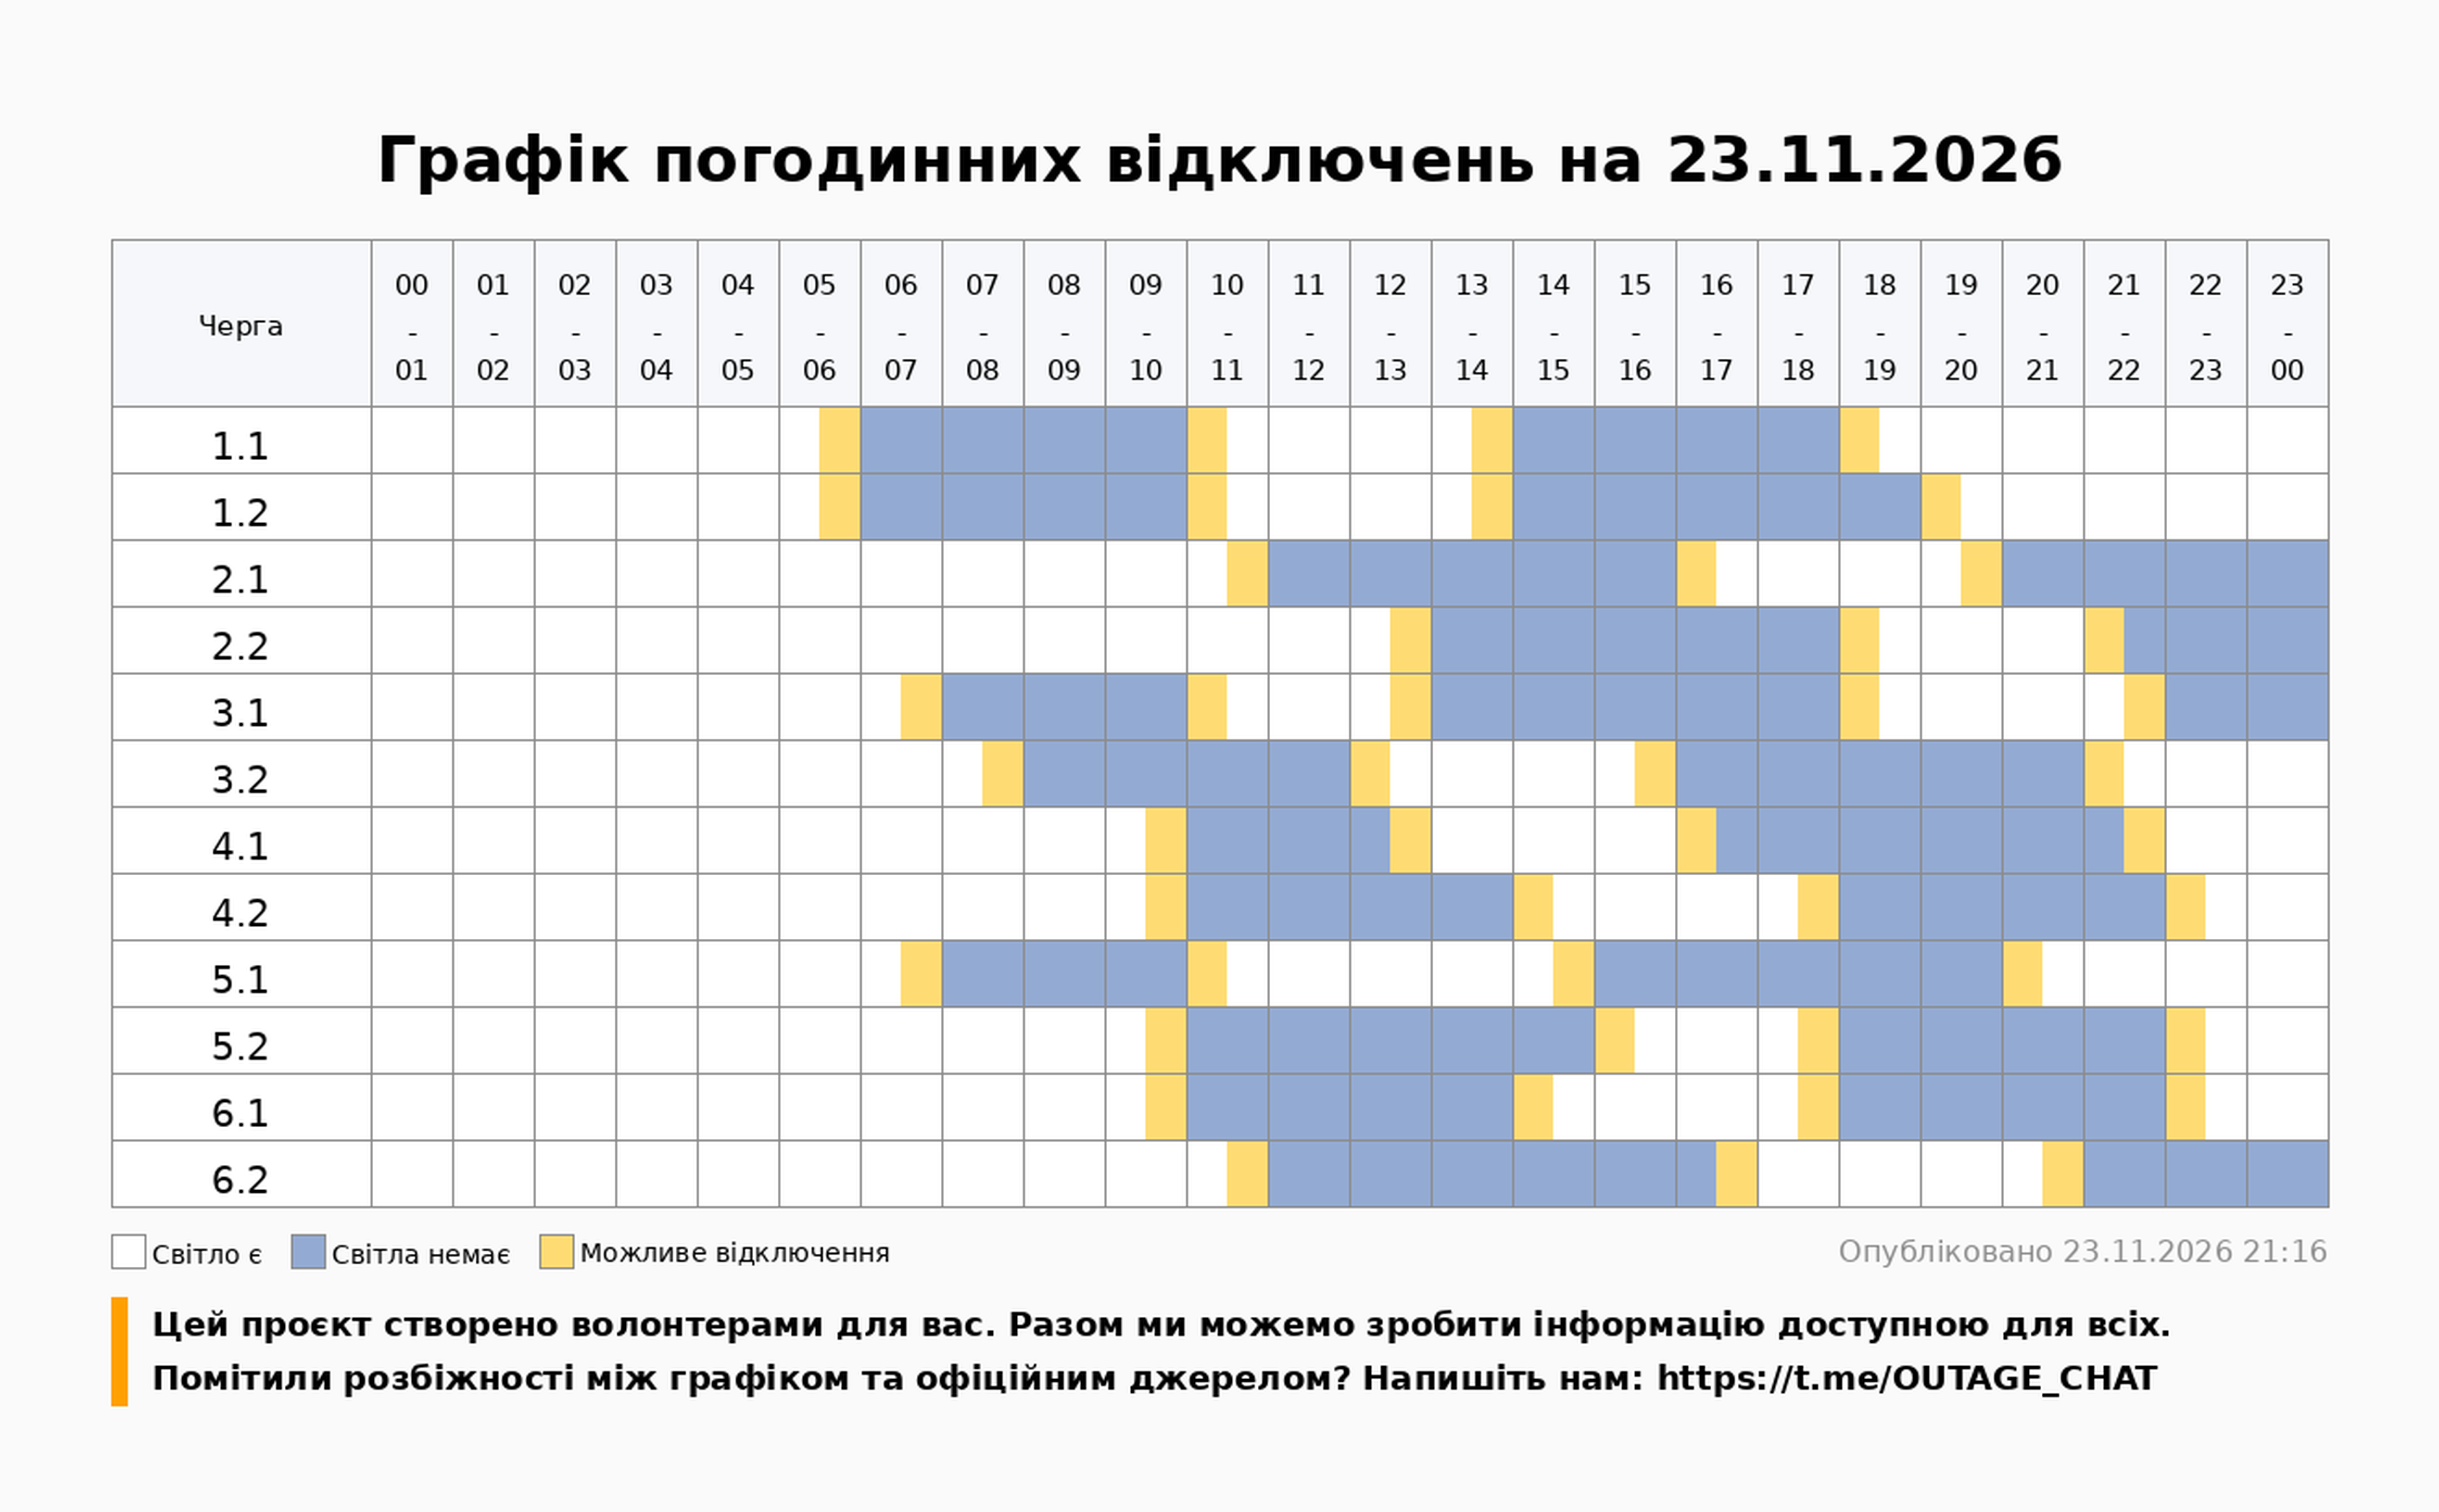 Графік погодинних відключень на 23.11.2026
Черга
00 - 01
01 - 02
02 - 03
03 - 04
04 - 05
05 - 06
06 - 07
07 - 08
08 - 09
09 - 10
10 - 11
11 - 12
12 - 13
13 - 14
14 - 15
15 - 16
16 - 17
17 - 18
18 - 19
19 - 20
20 - 21
21 - 22
22 - 23
23 - 00
1.1
1.2
2.1
2.2
3.1
3.2
4.1
4.2
5.1
5.2
6.1
6.2
Світло є
Світла немає
Можливе відключення
Опубліковано 23.11.2026 21:16
Цей проєкт створено волонтерами для вас. Разом ми можемо зробити інформацію доступною для всіх.
Помітили розбіжності між графіком та офіційним джерелом? Напишіть нам: https://t.me/OUTAGE_CHAT